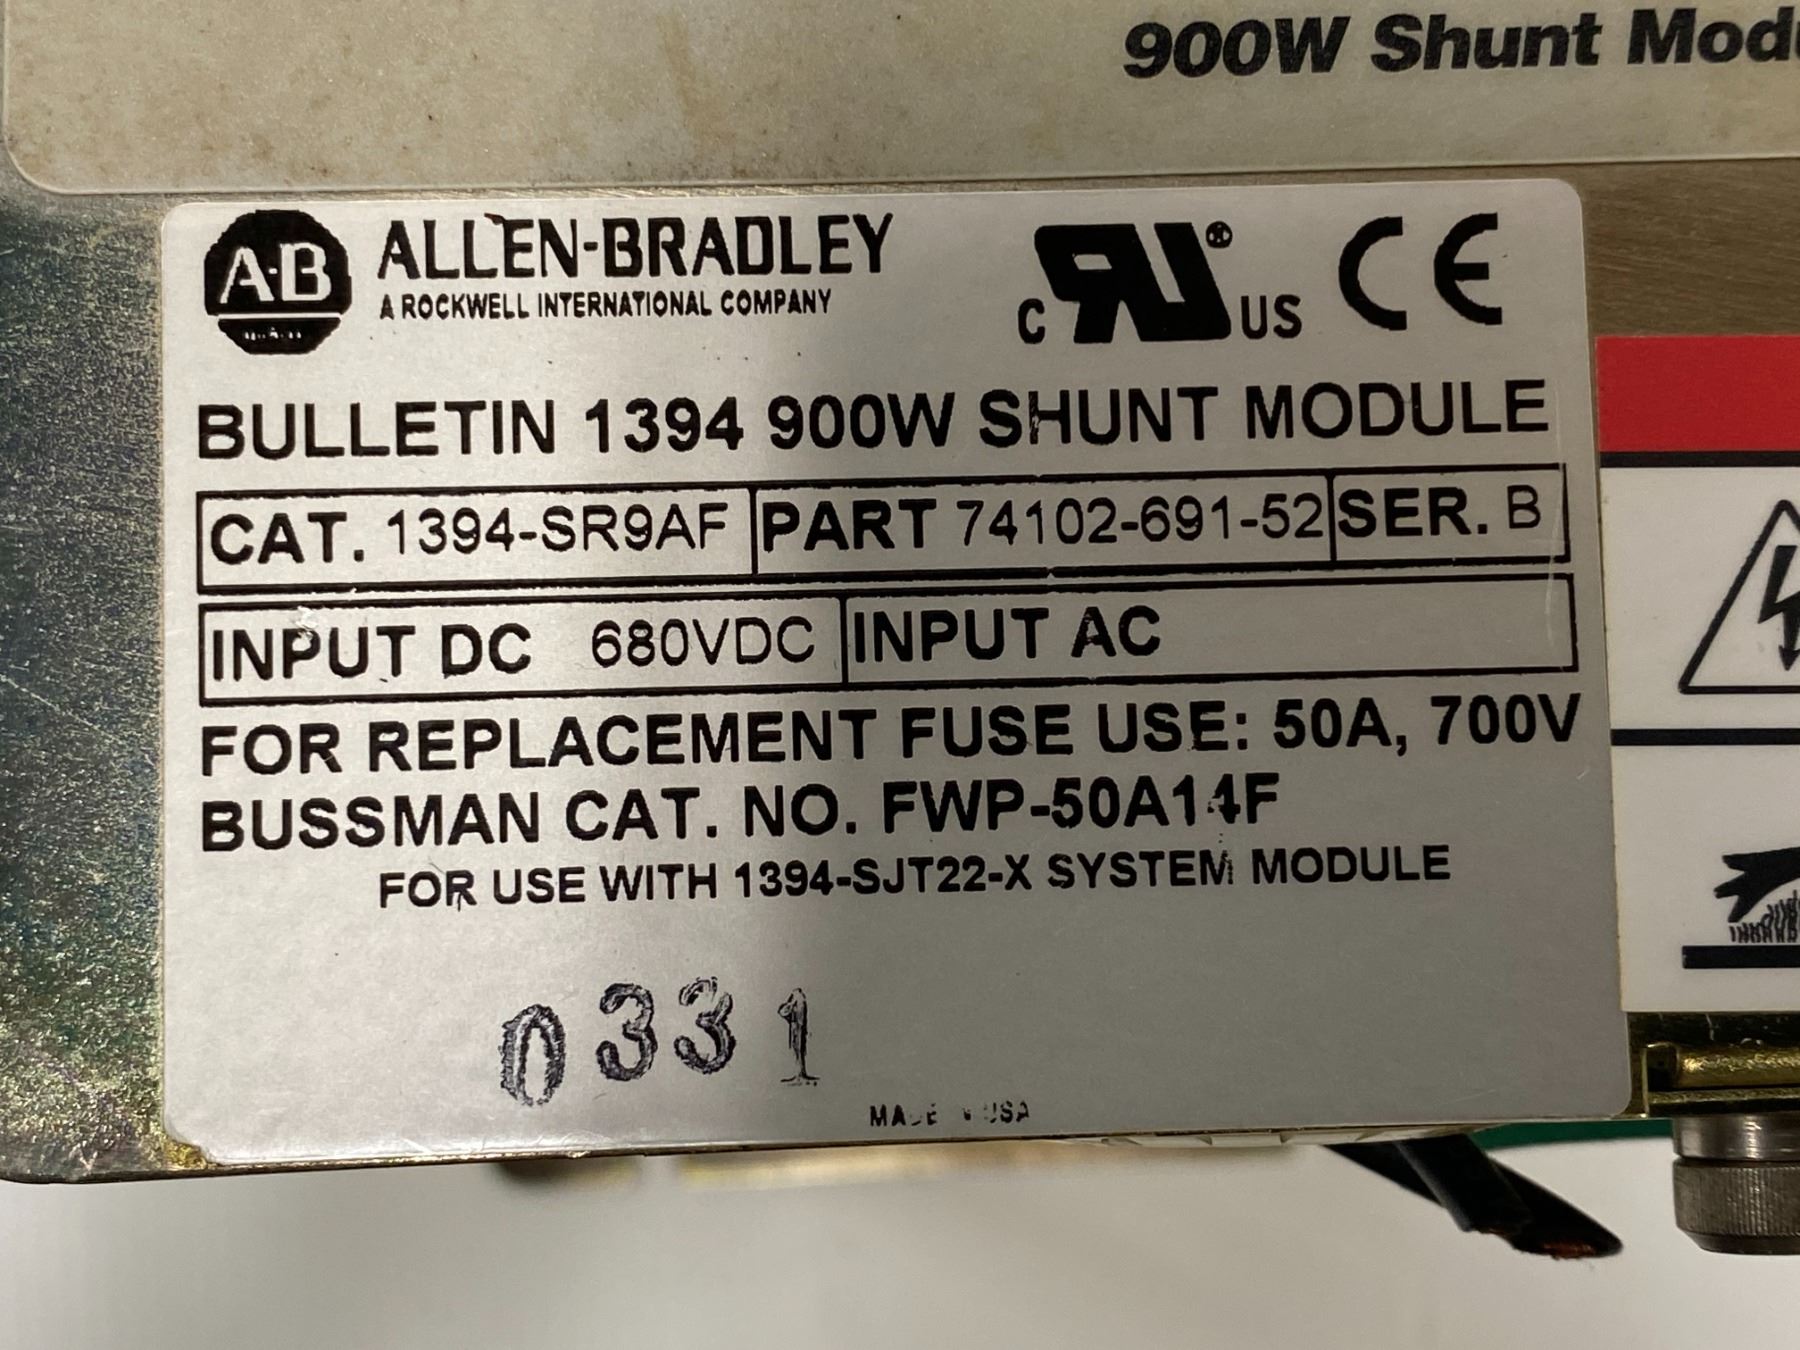 900W Shunt
A·B
ALLEN-BRADLEY
A ROCKWELL INTERNATIONAL COMPANY
c RU® US CE
BULLETIN 1394 900W SHUNT MODULE
CAT. 1394-SR9AF PART 74102-691-52 SER. B
INPUT DC 680VDC INPUT AC
FOR REPLACEMENT FUSE USE: 50A, 700V
BUSSMAN CAT. NO. FWP-50A14F
FOR USE WITH 1394-SJT22-X SYSTEM MODULE
0331
USA